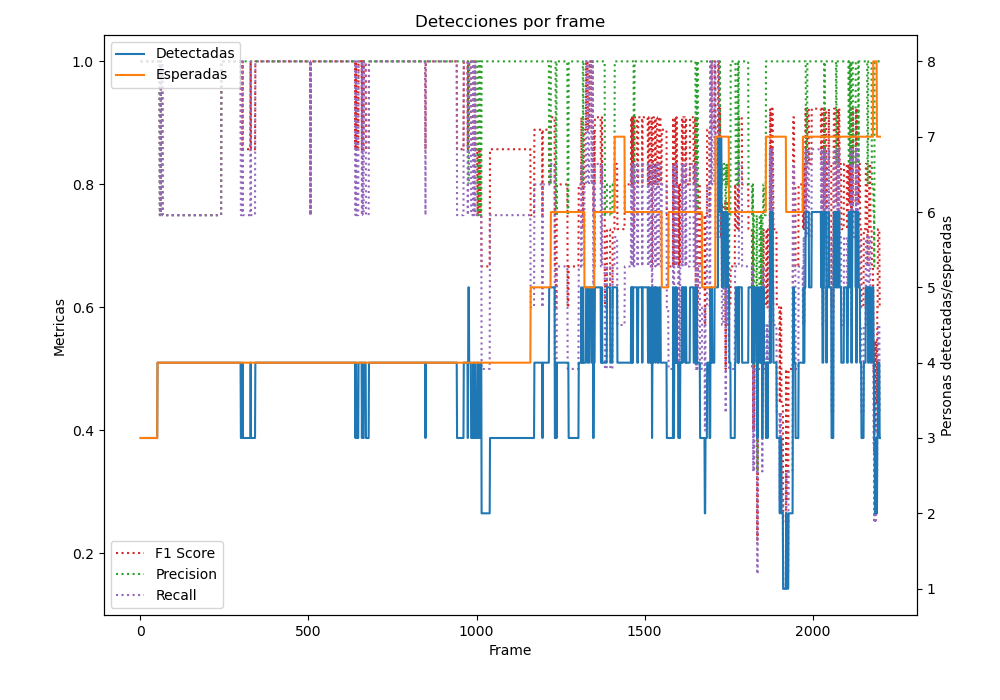 Detecciones por frame
Detectadas
Esperadas
1.0
0.8
0.6
0.4
0.2
Metricas
8
7
6
5
4
3
2
1
Personas detectadas/esperadas
F1 Score
Precision
Recall
0
500
1000
1500
2000
Frame